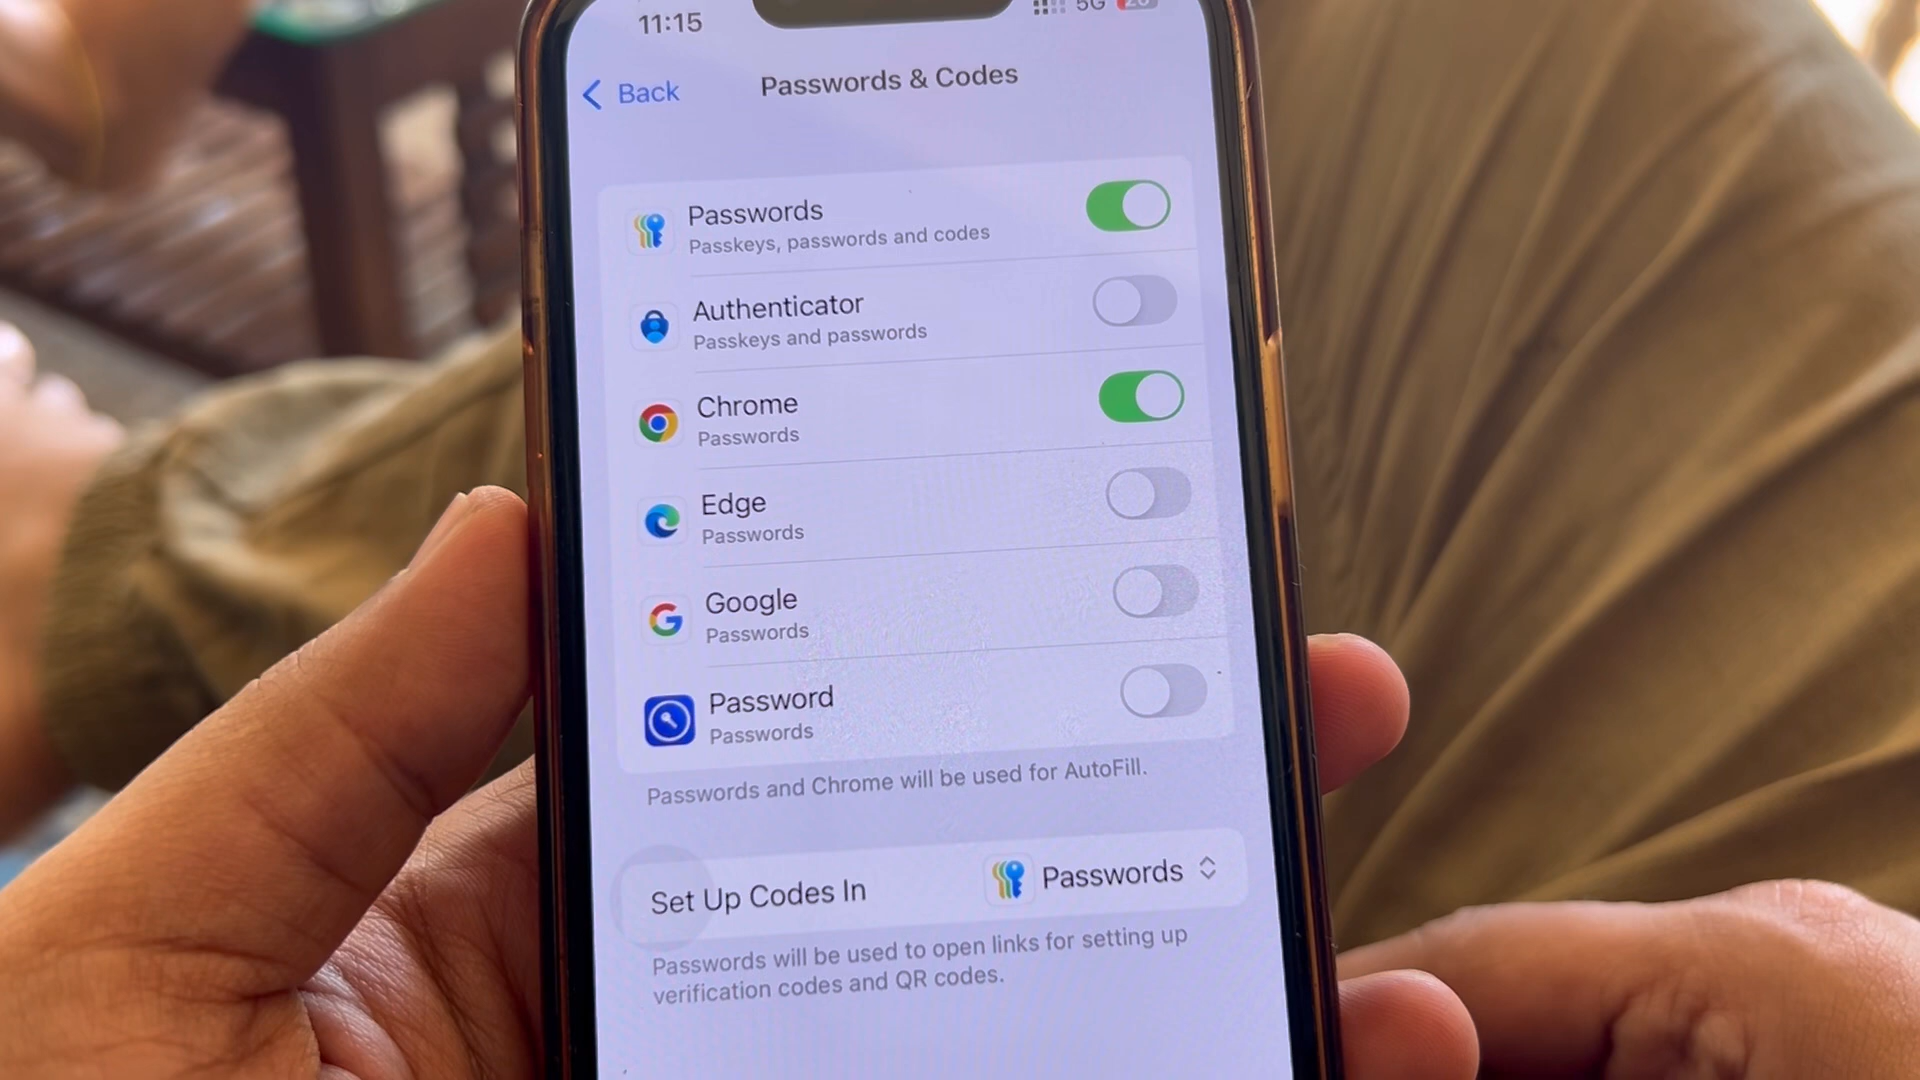 11:15 5G 20
Back Passwords & Codes
Passwords
Passkeys, passwords and codes
Authenticator
Passkeys and passwords
Chrome
Passwords
Edge
Passwords
Google
Passwords
Password
Passwords
Passwords and Chrome will be used for AutoFill.
Set Up Codes In Passwords
Passwords will be used to open links for setting up
verification codes and QR codes.